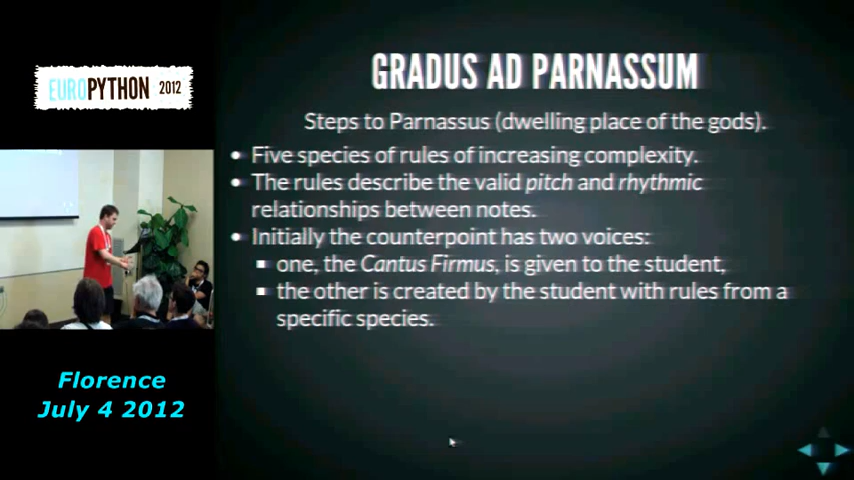 EUROPYTHON 2012
GRADUS AD PARNASSUM
Steps to Parnassus (dwelling place of the gods).
• Five species of rules of increasing complexity.
• The rules describe the valid pitch and rhythmic
relationships between notes.
• Initially the counterpoint has two voices:
▪ one, the Cantus Firmus, is given to the student,
▪ the other is created by the student with rules from a
specific species.
Florence
July 4 2012